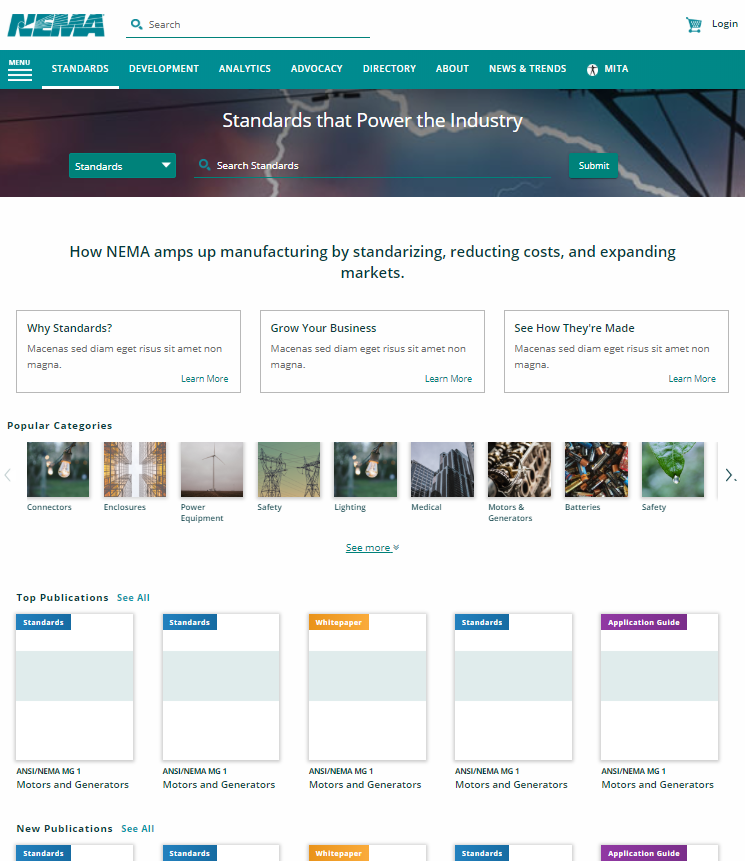 NEMA
Search
Login
MENU
STANDARDS DEVELOPMENT ANALYTICS ADVOCACY DIRECTORY ABOUT NEWS & TRENDS MITA
Standards that Power the Industry
Standards
Search Standards
Submit
How NEMA amps up manufacturing by standarizing, reducting costs, and expanding
markets.
Why Standards?
Macenas sed diam eget risus sit amet non
magna.
Learn More
Grow Your Business
Macenas sed diam eget risus sit amet non
magna.
Learn More
See How They're Made
Macenas sed diam eget risus sit amet non
magna.
Learn More
Popular Categories
Connectors
Enclosures
Power
Equipment
Safety
Lighting
Medical
Motors &
Generators
Batteries
Safety
See more
Top Publications See All
Standards
ANSI/NEMA MG 1
Motors and Generators
Standards
ANSI/NEMA MG 1
Motors and Generators
Whitepaper
ANSI/NEMA MG 1
Motors and Generators
Standards
ANSI/NEMA MG 1
Motors and Generators
Application Guide
ANSI/NEMA MG 1
Motors and Generators
New Publications See All
Standards
Standards
Whitepaper
Standards
Application Guide